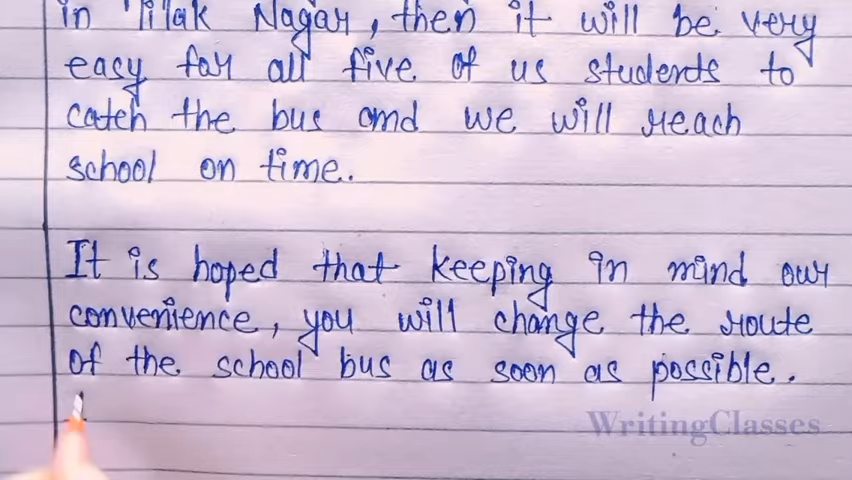 in Tilak Nagar, then it will be very
easy for all five of us students to
catch the bus and we will reach
school on time.
It is hoped that keeping in mind our
convenience, you will change the route
of the school bus as soon as possible.
WritingClasses